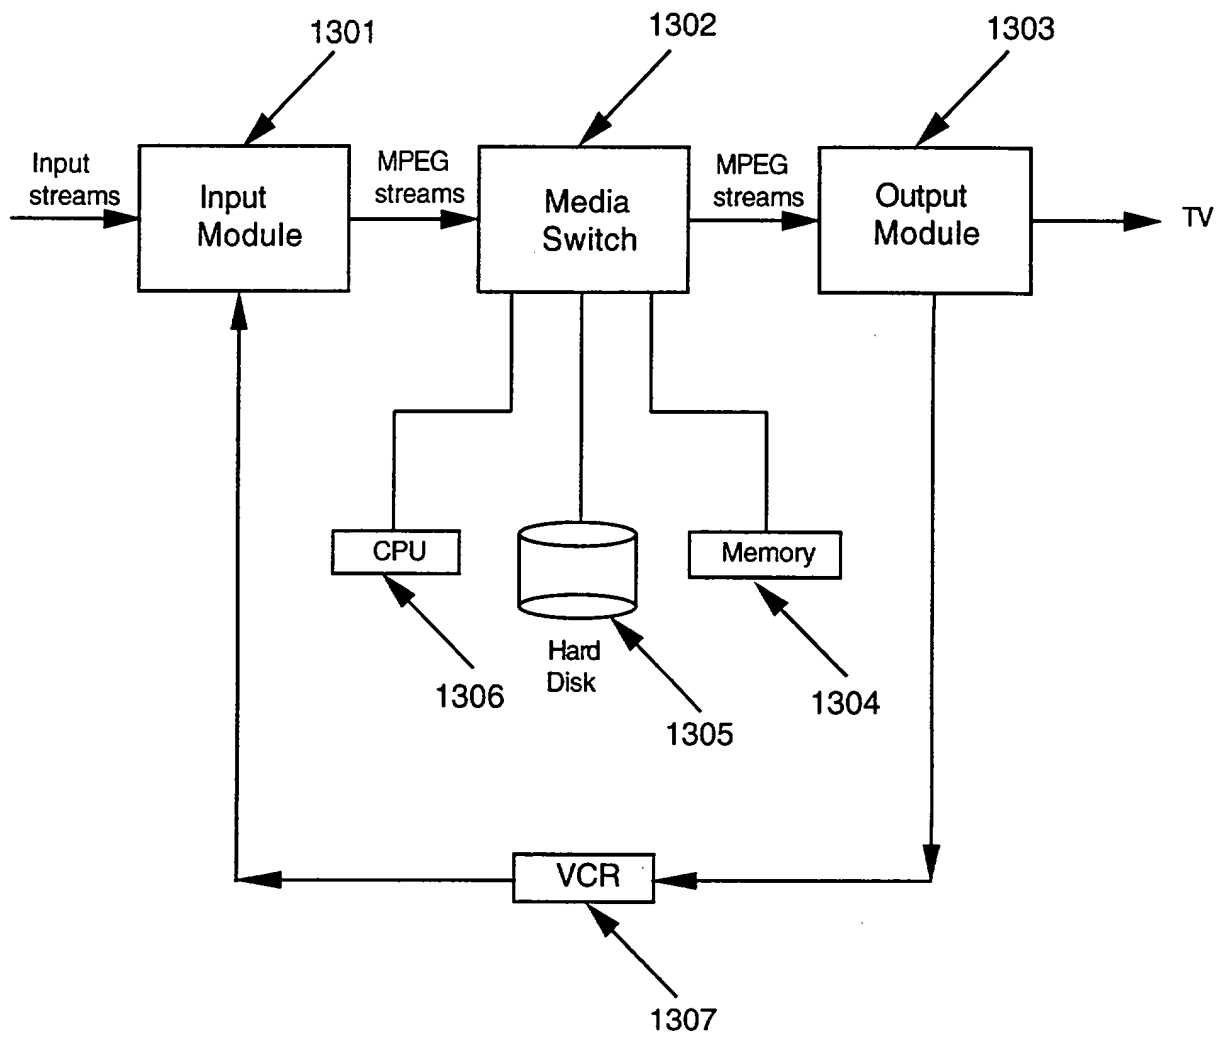 1301
1302
1303
Input
streams
Input
Module
MPEG
streams
Media
Switch
MPEG
streams
Output
Module
TV
CPU
Memory
Hard
Disk
1306
1305
1304
VCR
1307